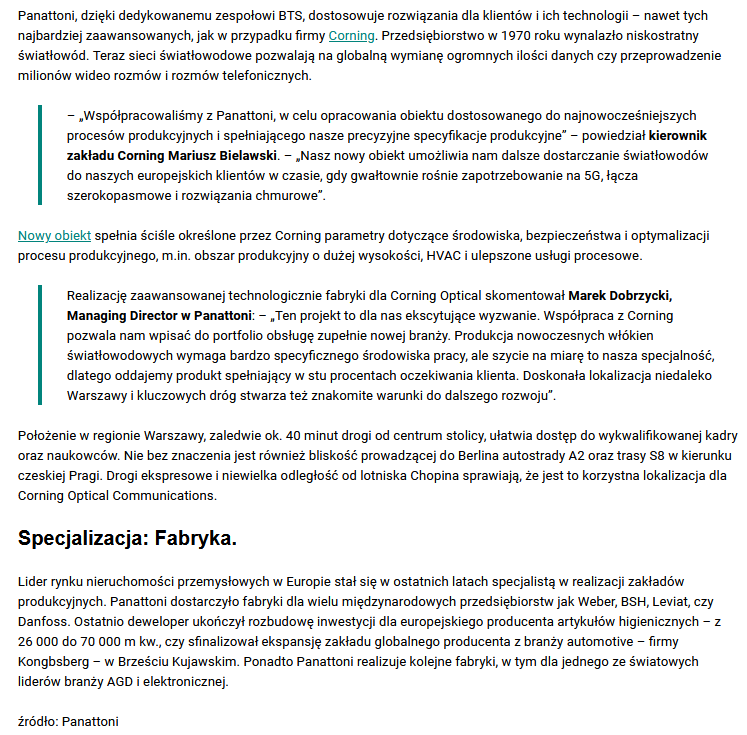 Panattoni, dzięki dedykowanemu zespołowi BTS, dostosowuje rozwiązania dla klientów i ich technologii – nawet tych
najbardziej zaawansowanych, jak w przypadku firmy Corning. Przedsiębiorstwo w 1970 roku wynalazło niskostratny
światłowód. Teraz sieci światłowodowe pozwalają na globalną wymianę ogromnych ilości danych czy przeprowadzenie
milionów wideo rozmów i rozmów telefonicznych.
– „Współpracowaliśmy z Panattoni, w celu opracowania obiektu dostosowanego do najnowocześniejszych
procesów produkcyjnych i spełniającego nasze precyzyjne specyfikacje produkcyjne” – powiedział kierownik
zakładu Corning Mariusz Bielawski. – „Nasz nowy obiekt umożliwia nam dalsze dostarczanie światłowodów
do naszych europejskich klientów w czasie, gdy gwałtownie rośnie zapotrzebowanie na 5G, łącza
szerokopasmowe i rozwiązania chmurowe”.
Nowy obiekt spełnia ściśle określone przez Corning parametry dotyczące środowiska, bezpieczeństwa i optymalizacji
procesu produkcyjnego, m.in. obszar produkcyjny o dużej wysokości, HVAC i ulepszone usługi procesowe.
Realizację zaawansowanej technologicznie fabryki dla Corning Optical skomentował Marek Dobrzycki,
Managing Director w Panattoni: – „Ten projekt to dla nas ekscytujące wyzwanie. Współpraca z Corning
pozwala nam wpisać do portfolio obsługę zupełnie nowej branży. Produkcja nowoczesnych włókien
światłowodowych wymaga bardzo specyficznego środowiska pracy, ale szycie na miarę to nasza specjalność,
dlatego oddajemy produkt spełniający w stu procentach oczekiwania klienta. Doskonała lokalizacja niedaleko
Warszawy i kluczowych dróg stwarza też znakomite warunki do dalszego rozwoju”.
Położenie w regionie Warszawy, zaledwie ok. 40 minut drogi od centrum stolicy, ułatwia dostęp do wykwalifikowanej kadry
oraz naukowców. Nie bez znaczenia jest również bliskość prowadzącej do Berlina autostrady A2 oraz trasy S8 w kierunku
czeskiej Pragi. Drogi ekspresowe i niewielka odległość od lotniska Chopina sprawiają, że jest to korzystna lokalizacja dla
Corning Optical Communications.
Specjalizacja: Fabryka.
Lider rynku nieruchomości przemysłowych w Europie stał się w ostatnich latach specjalistą w realizacji zakładów
produkcyjnych. Panattoni dostarczyło fabryki dla wielu międzynarodowych przedsiębiorstw jak Weber, BSH, Leviat, czy
Danfoss. Ostatnio deweloper ukończył rozbudowę inwestycji dla europejskiego producenta artykułów higienicznych – z
26 000 do 70 000 m kw., czy sfinalizował ekspansję zakładu globalnego producenta z branży automotive – firmy
Kongbsberg – w Brześciu Kujawskim. Ponadto Panattoni realizuje kolejne fabryki, w tym dla jednego ze światowych
liderów branży AGD i elektronicznej.
źródło: Panattoni